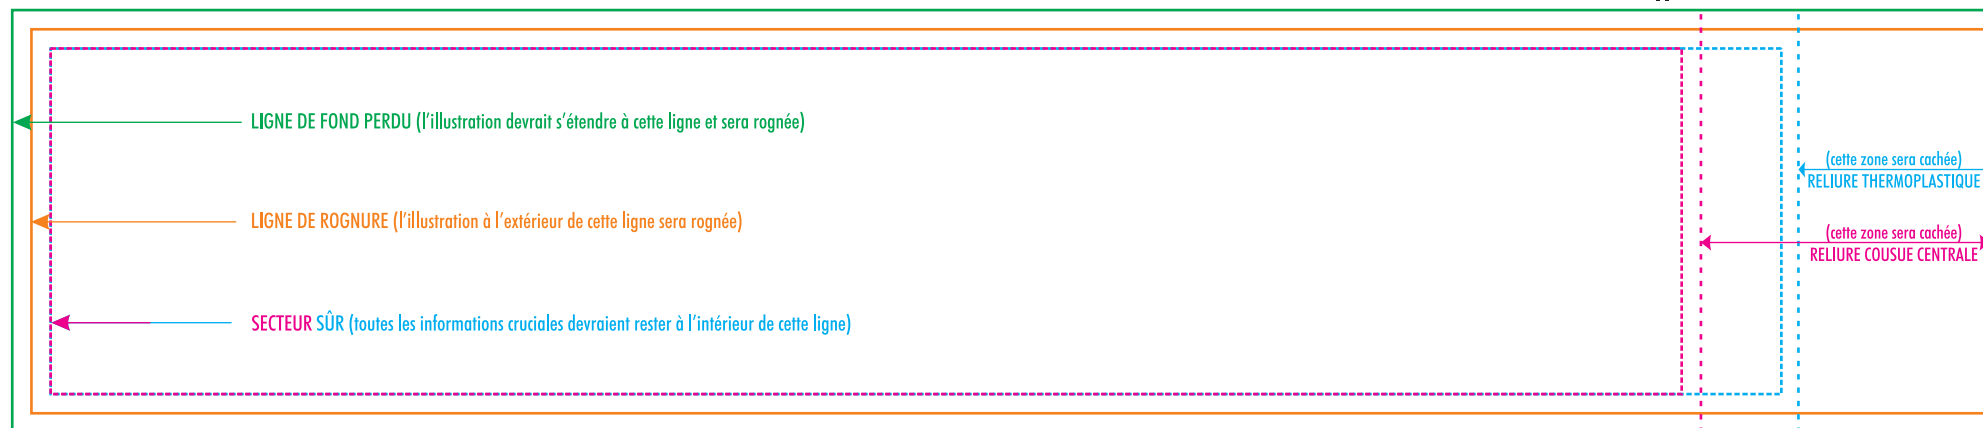 LIGNE DE FOND PERDU (l'illustration devrait s'étendre à cette ligne et sera rognée)
(cette zone sera cachée)
RELIURE THERMOPLASTIQUE
LIGNE DE ROGNURE (l'illustration à l'extérieur de cette ligne sera rognée)
(cette zone sera cachée)
RELIURE COUSUE CENTRALE
SECTEUR SÛR (toutes les informations cruciales devraient rester à l'intérieur de cette ligne)